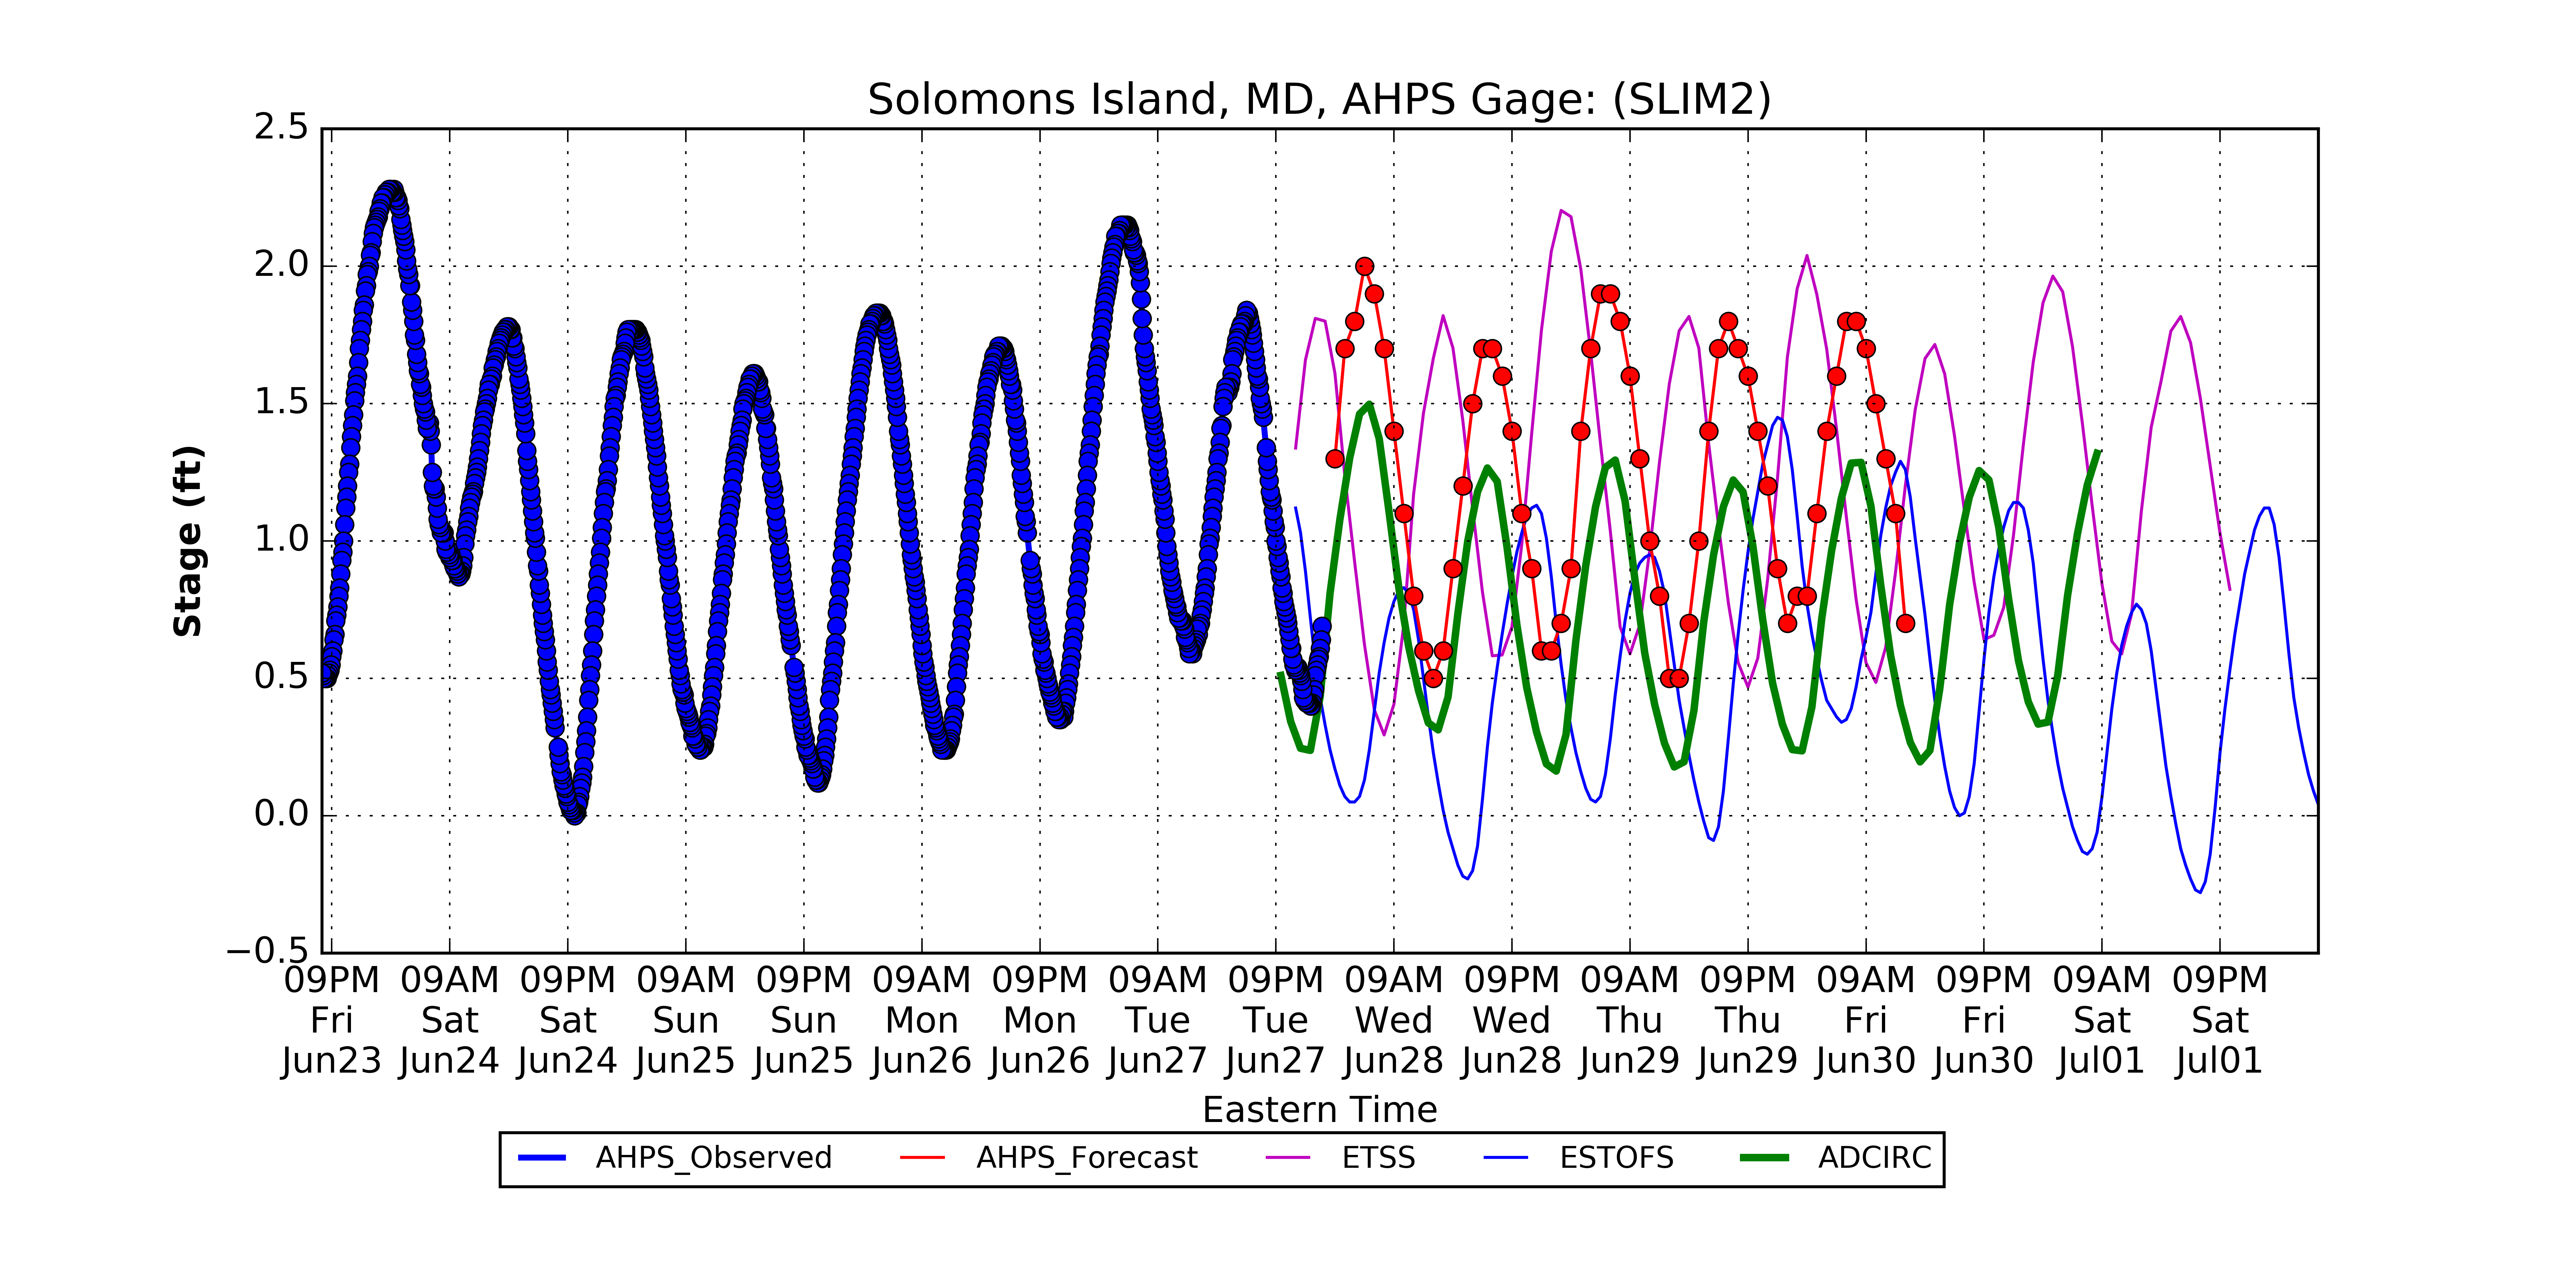 Solomons Island, MD, AHPS Gage: (SLIM2)
2.5
2.0
1.5
1.0
0.5
0.0
−0.5
Stage (ft)
09PM 09AM 09PM 09AM 09PM 09AM 09PM 09AM 09PM 09AM 09PM 09AM 09PM 09AM 09PM 09AM 09PM
Fri Sat Sat Sun Sun Mon Mon Tue Tue Wed Wed Thu Thu Fri Fri Sat Sat
Jun23 Jun24 Jun24 Jun25 Jun25 Jun26 Jun26 Jun27 Jun27 Jun28 Jun28 Jun29 Jun29 Jun30 Jun30 Jul01 Jul01
Eastern Time
AHPS_Observed AHPS_Forecast ETSS ESTOFS ADCIRC